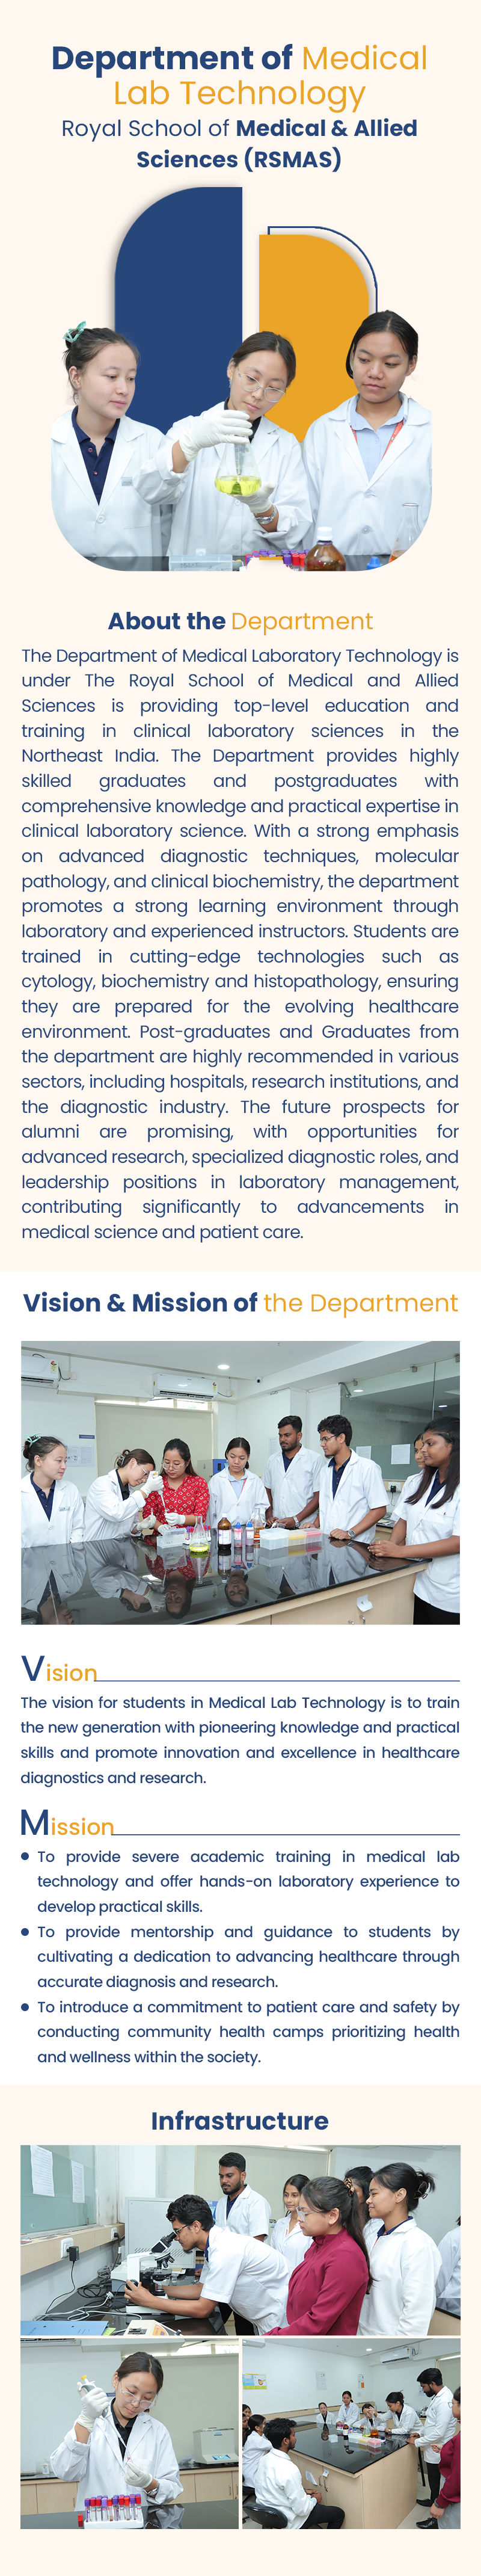 Department of Medical
Lab Technology
Royal School of Medical & Allied
Sciences (RSMAS)
About the Department
The Department of Medical Laboratory Technology is
under The Royal School of Medical and Allied
Sciences is providing top-level education and
training in clinical laboratory sciences in the
Northeast India. The Department provides highly
skilled graduates and postgraduates with
comprehensive knowledge and practical expertise in
clinical laboratory science. With a strong emphasis
on advanced diagnostic techniques, molecular
pathology, and clinical biochemistry, the department
promotes a strong learning environment through
laboratory and experienced instructors. Students are
trained in cutting-edge technologies such as
cytology, biochemistry and histopathology, ensuring
they are prepared for the evolving healthcare
environment. Post-graduates and Graduates from
the department are highly recommended in various
sectors, including hospitals, research institutions, and
the diagnostic industry. The future prospects for
alumni are promising, with opportunities for
advanced research, specialized diagnostic roles, and
leadership positions in laboratory management,
contributing significantly to advancements in
medical science and patient care.
Vision & Mission of the Department
Vision
The vision for students in Medical Lab Technology is to train
the new generation with pioneering knowledge and practical
skills and promote innovation and excellence in healthcare
diagnostics and research.
Mission
To provide severe academic training in medical lab
technology and offer hands-on laboratory experience to
develop practical skills.
To provide mentorship and guidance to students by
cultivating a dedication to advancing healthcare through
accurate diagnosis and research.
To introduce a commitment to patient care and safety by
conducting community health camps prioritizing health
and wellness within the society.
Infrastructure